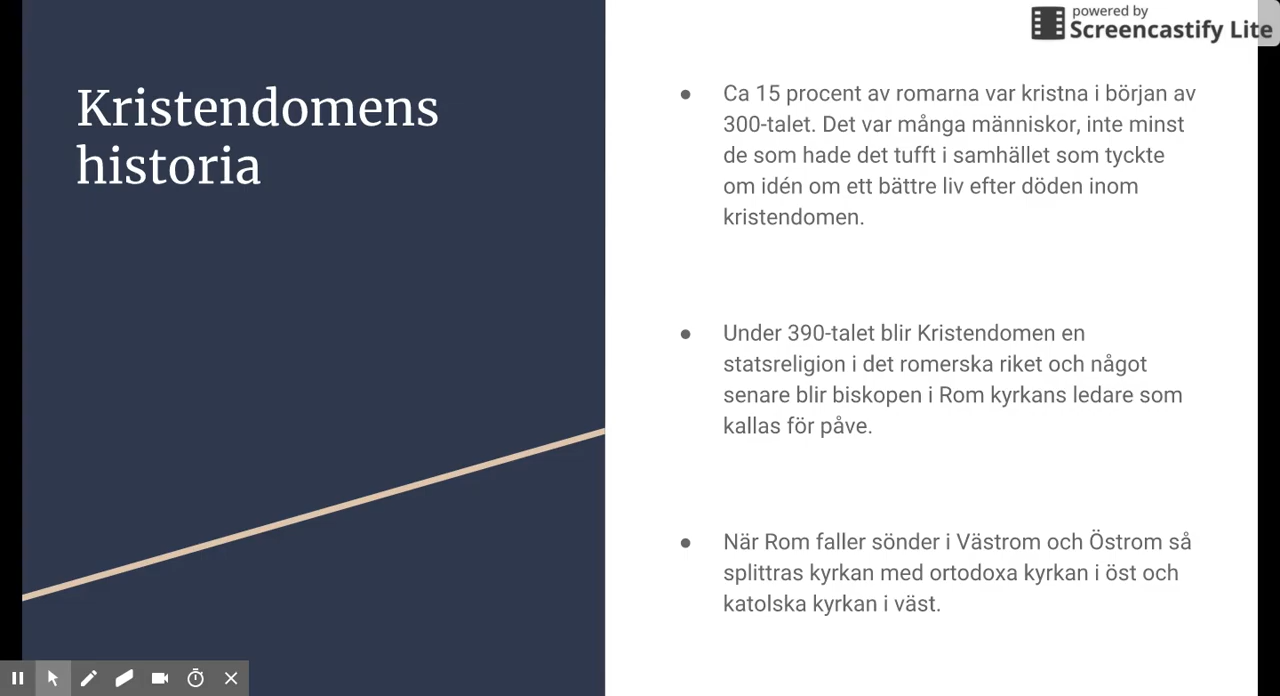 powered by
Screencastify Lite
Kristendomens
historia
Ca 15 procent av romarna var kristna i början av
300-talet. Det var många människor, inte minst
de som hade det tufft i samhället som tyckte
om idén om ett bättre liv efter döden inom
kristendomen.
Under 390-talet blir Kristendomen en
statsreligion i det romerska riket och något
senare blir biskopen i Rom kyrkans ledare som
kallas för påve.
När Rom faller sönder i Västrom och Östrom så
splittras kyrkan med ortodoxa kyrkan i öst och
katolska kyrkan i väst.